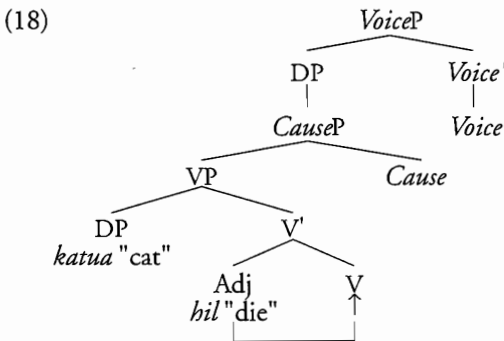 (18)
VoiceP
DP Voice'
CauseP Voice
VP Cause
DP V'
katua "cat"
Adj V
hil "die"